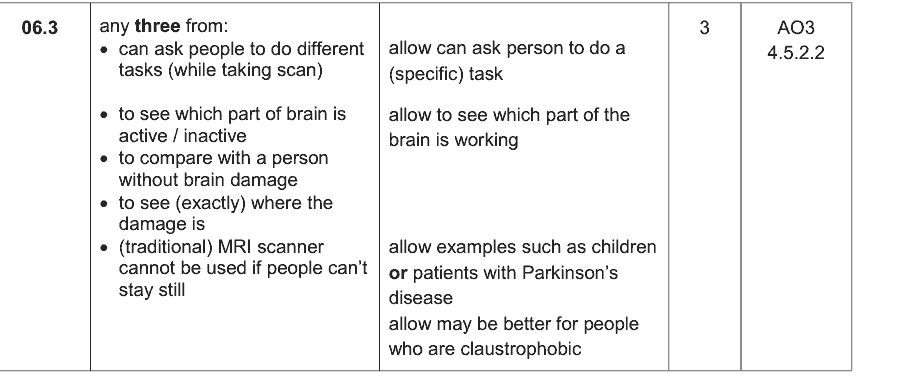 06.3
any three from:
• can ask people to do different
tasks (while taking scan)
allow can ask person to do a
(specific) task
3
AO3
4.5.2.2
• to see which part of brain is
active / inactive
allow to see which part of the
brain is working
• to compare with a person
without brain damage
• to see (exactly) where the
damage is
• (traditional) MRI scanner
cannot be used if people can’t
stay still
allow examples such as children
or patients with Parkinson’s
disease
allow may be better for people
who are claustrophobic